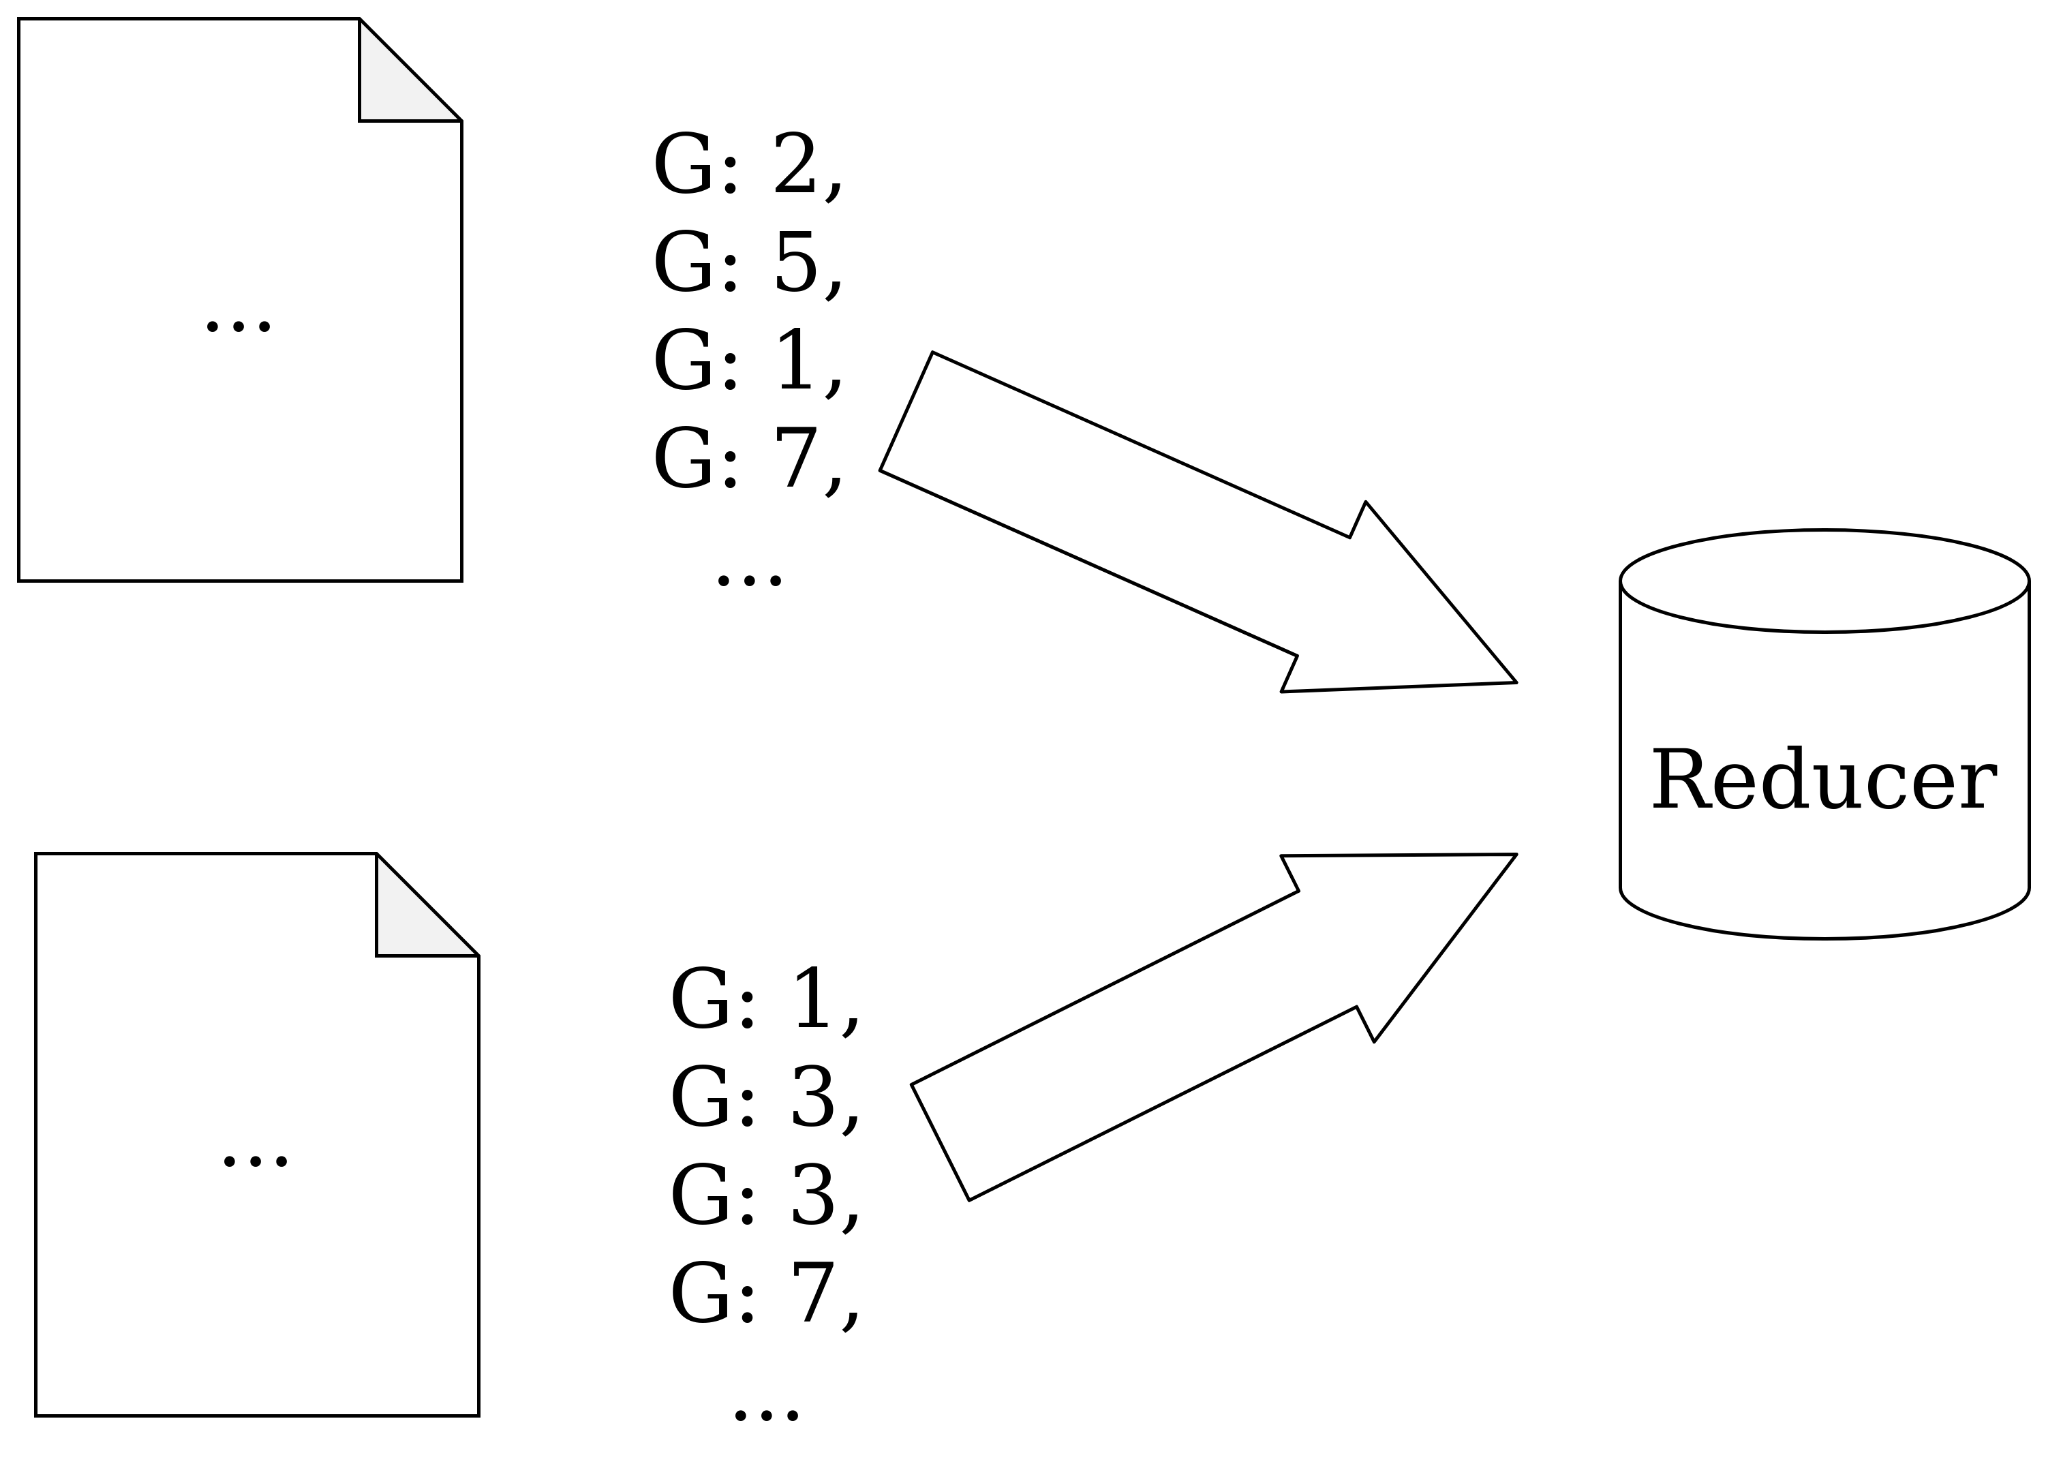 ...
G: 2,
G: 5,
G: 1,
G: 7,
...
Reducer
...
G: 1,
G: 3,
G: 3,
G: 7,
...